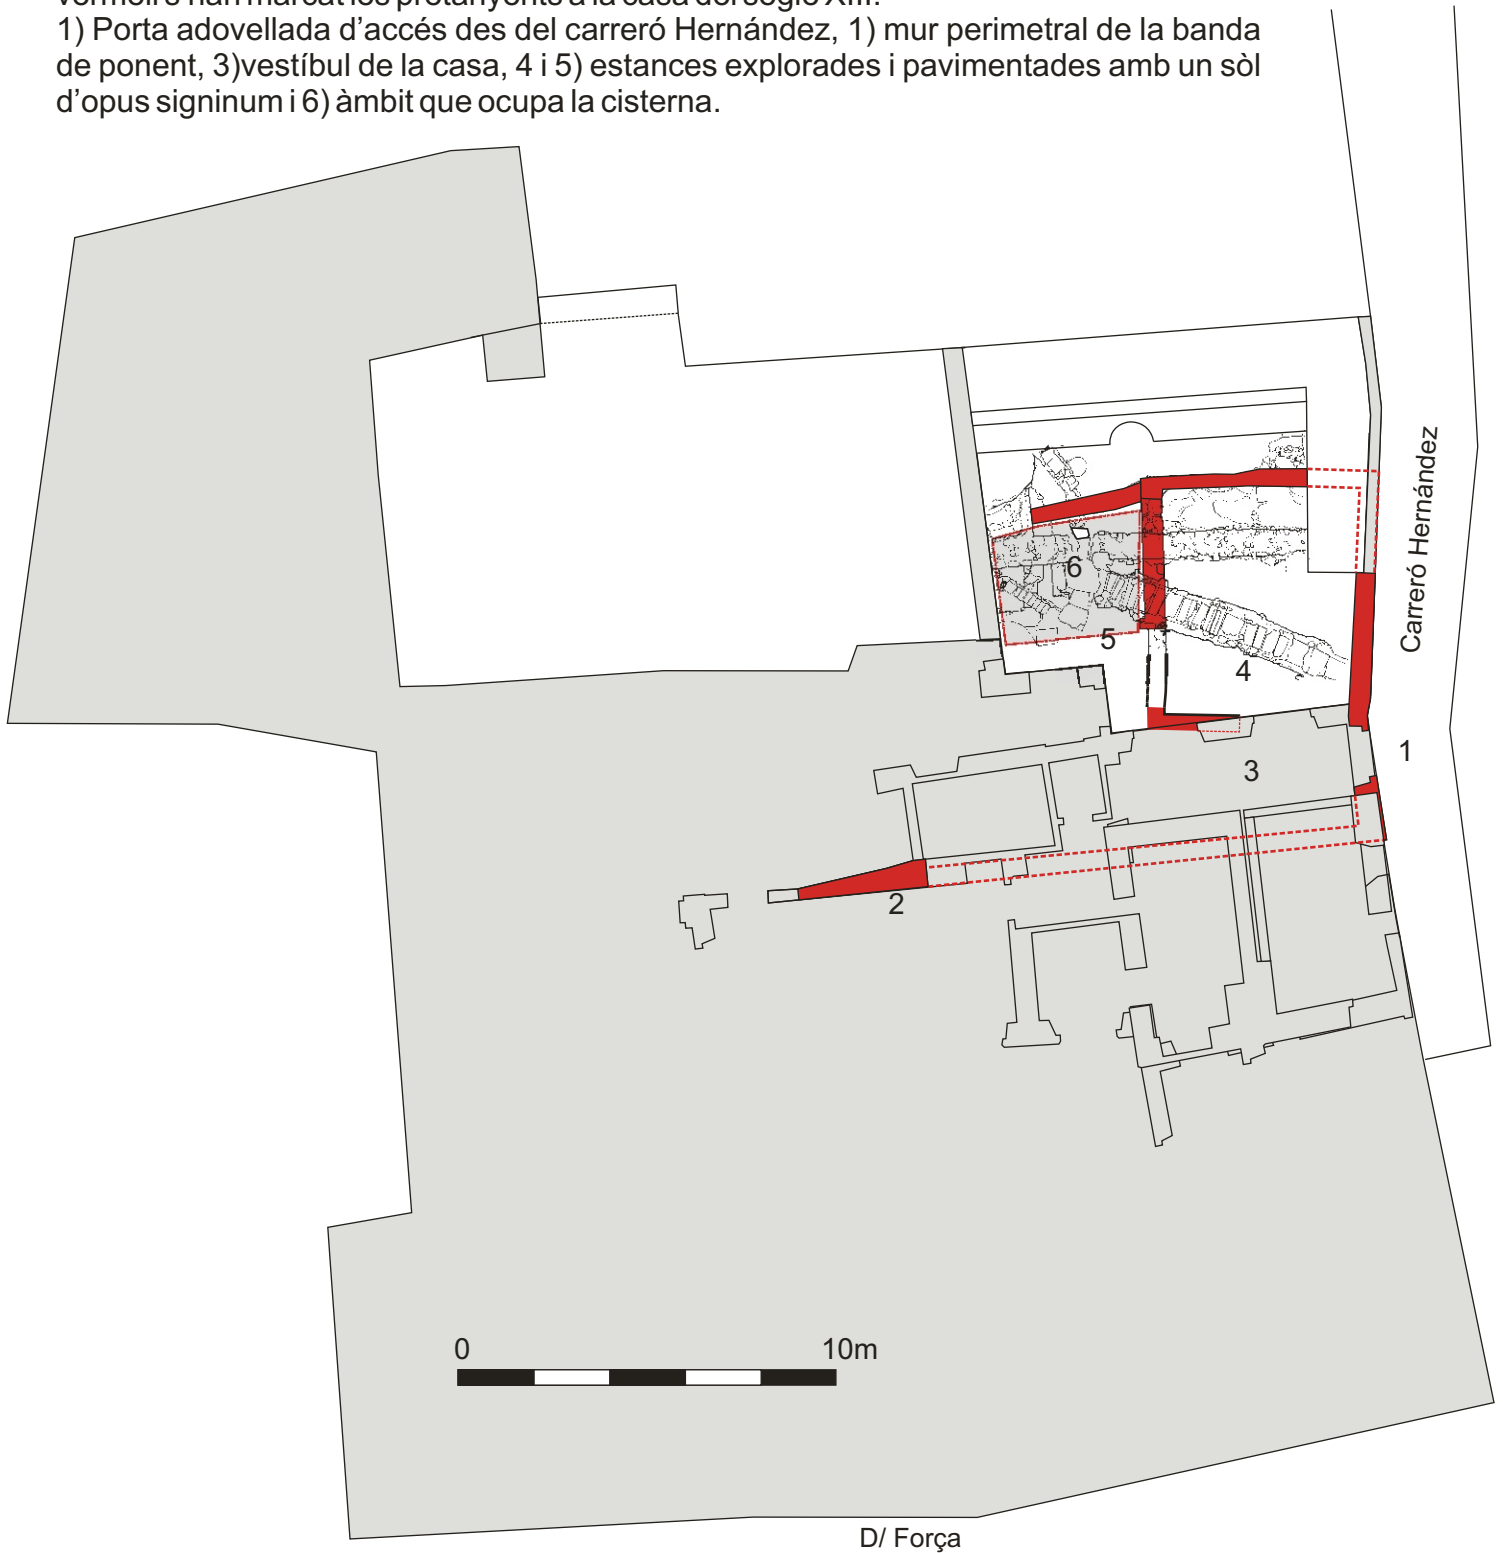 1) Porta adovellada d'accés des del carreró Hernández, 1) mur perimetral de la banda
de ponent, 3)vestíbul de la casa, 4 i 5) estances explorades i pavimentades amb un sòl
d'opus signinum i 6) àmbit que ocupa la cisterna.
Carreró Hernández
6
5
4
1
3
2
0 10m
D/ Força